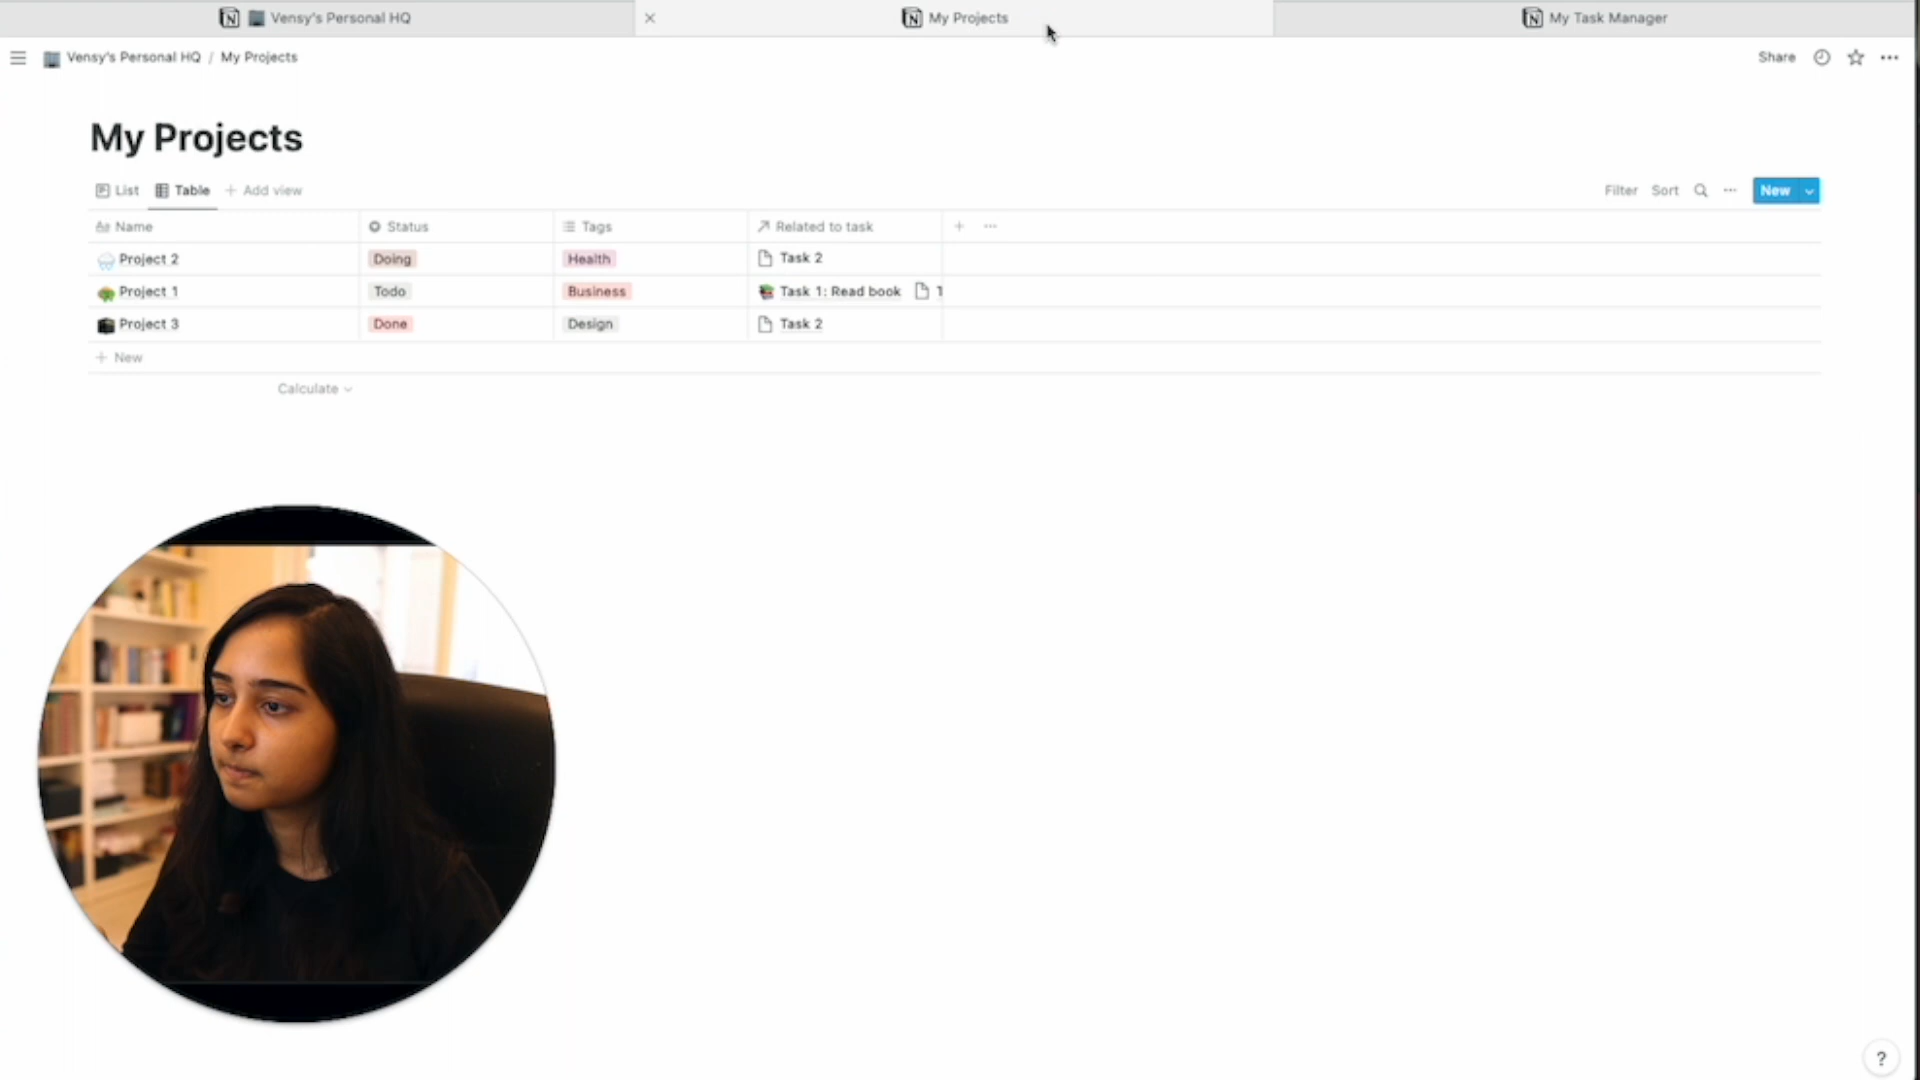 Vensy's Personal HQ
My Projects
My Task Manager
Vensy's Personal HQ / My Projects
Share
My Projects
List Table + Add view
Filter Sort New
Aa Name Status Tags Related to task
Project 2 Doing Health Task 2
Project 1 Todo Business Task 1: Read book T
Project 3 Done Design Task 2
+ New
Calculate
?